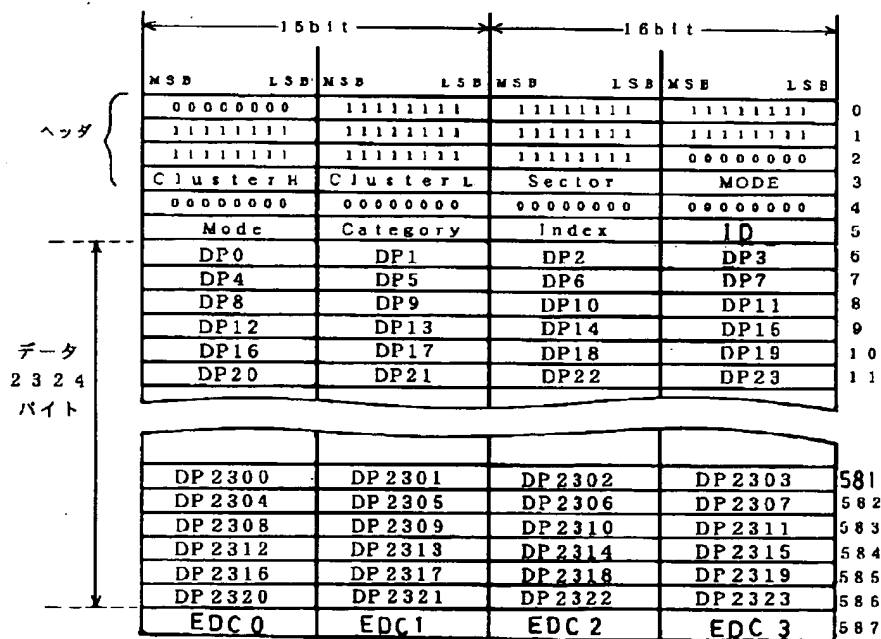 16bit 16bit
MSB LSB MSB LSB MSB LSB MSB LSB
ヘッダ
00000000 11111111 11111111 11111111 0
11111111 11111111 11111111 11111111 1
11111111 11111111 11111111 00000000 2
ClusterH ClusterL Sector MODE 3
00000000 00000000 00000000 00000000 4
Mode Category Index ID 5
DP0 DP1 DP2 DP3 6
DP4 DP5 DP6 DP7 7
DP8 DP9 DP10 DP11 8
DP12 DP13 DP14 DP15 9
DP16 DP17 DP18 DP19 10
DP20 DP21 DP22 DP23 11
データ
2324
バイト
DP2300 DP2301 DP2302 DP2303 581
DP2304 DP2305 DP2306 DP2307 582
DP2308 DP2309 DP2310 DP2311 583
DP2312 DP2313 DP2314 DP2315 584
DP2316 DP2317 DP2318 DP2319 585
DP2320 DP2321 DP2322 DP2323 586
EDC0 EDC1 EDC2 EDC3 587